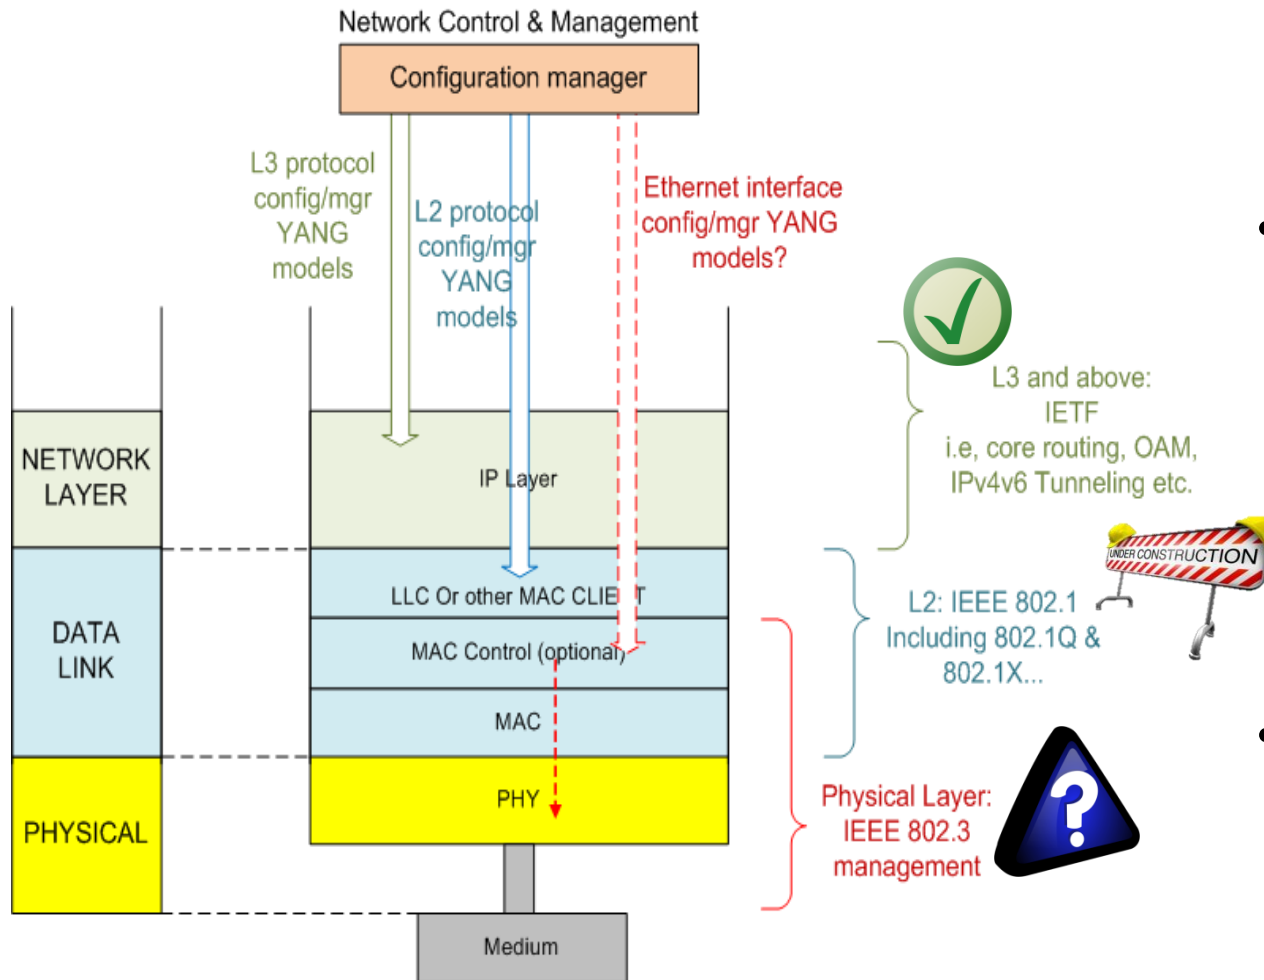 Network Control & Management
Configuration manager
L3 protocol
config/mgr
YANG
models
L2 protocol
config/mgr
YANG
models
Ethernet interface
config/mgr YANG
models?
L3 and above:
IETF
i.e, core routing, OAM,
IPv4v6 Tunneling etc.
NETWORK
LAYER
IP Layer
UNDER CONSTRUCTION
DATA
LINK
LLC Or other MAC CLIENT
MAC Control (optional)
MAC
L2: IEEE 802.1
Including 802.1Q &
802.1X...
PHYSICAL
PHY
Physical Layer:
IEEE 802.3
management
?
Medium